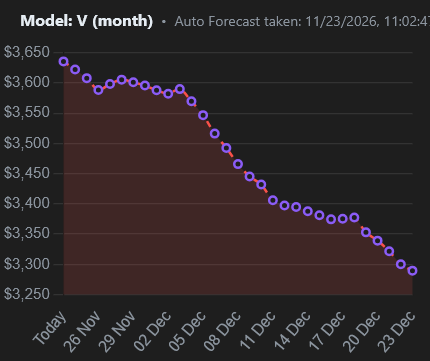 Model: V (month) • Auto Forecast taken: 11/23/2026, 11:02:47
$3,650
$3,600
$3,550
$3,500
$3,450
$3,400
$3,350
$3,300
$3,250
Today
26 Nov
29 Nov
02 Dec
05 Dec
08 Dec
11 Dec
14 Dec
17 Dec
20 Dec
23 Dec